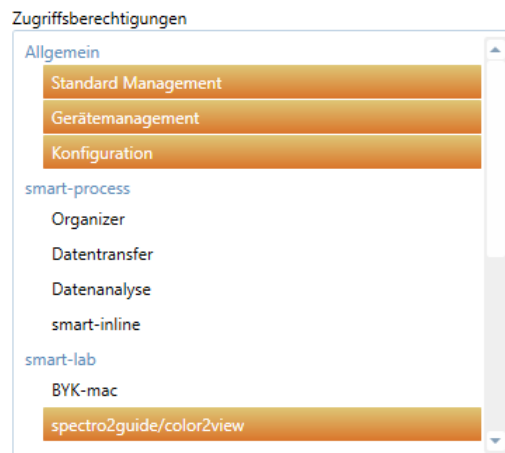 Zugriffsberechtigungen
Allgemein
Standard Management
Gerätemanagement
Konfiguration
smart-process
Organizer
Datentransfer
Datenanalyse
smart-inline
smart-lab
BYK-mac
spectro2guide/color2view